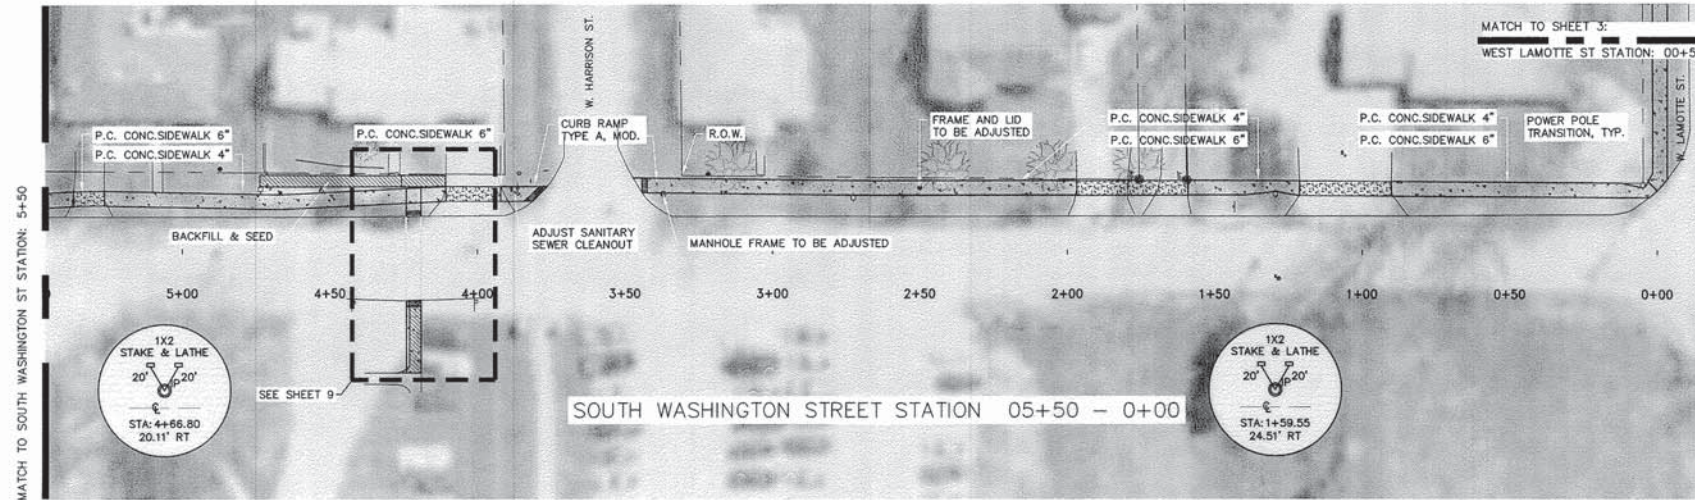 MATCH TO SHEET 3:
WEST LAMOTTE ST STATION: 00+5
W. HARRISON ST.
W. LAMOTTE ST.
P.C. CONC.SIDEWALK 6"
P.C. CONC.SIDEWALK 4"
P.C. CONC.SIDEWALK 6"
CURB RAMP
TYPE A, MOD.
R.O.W.
FRAME AND LID
TO BE ADJUSTED
P.C. CONC.SIDEWALK 4"
P.C. CONC.SIDEWALK 6"
P.C. CONC.SIDEWALK 4"
P.C. CONC.SIDEWALK 6"
POWER POLE
TRANSITION, TYP.
MATCH TO SOUTH WASHINGTON ST STATION: 5+50
BACKFILL & SEED
ADJUST SANITARY
SEWER CLEANOUT
MANHOLE FRAME TO BE ADJUSTED
5+00
4+50
4+00
3+50
3+00
2+50
2+00
1+50
1+00
0+50
0+00
1X2
STAKE & LATHE
20'
20'
IP
℄
STA: 4+66.80
20.11' RT
SEE SHEET 9
SOUTH WASHINGTON STREET STATION 05+50 - 0+00
1X2
STAKE & LATHE
20'
20'
IP
℄
STA: 1+59.55
24.51' RT